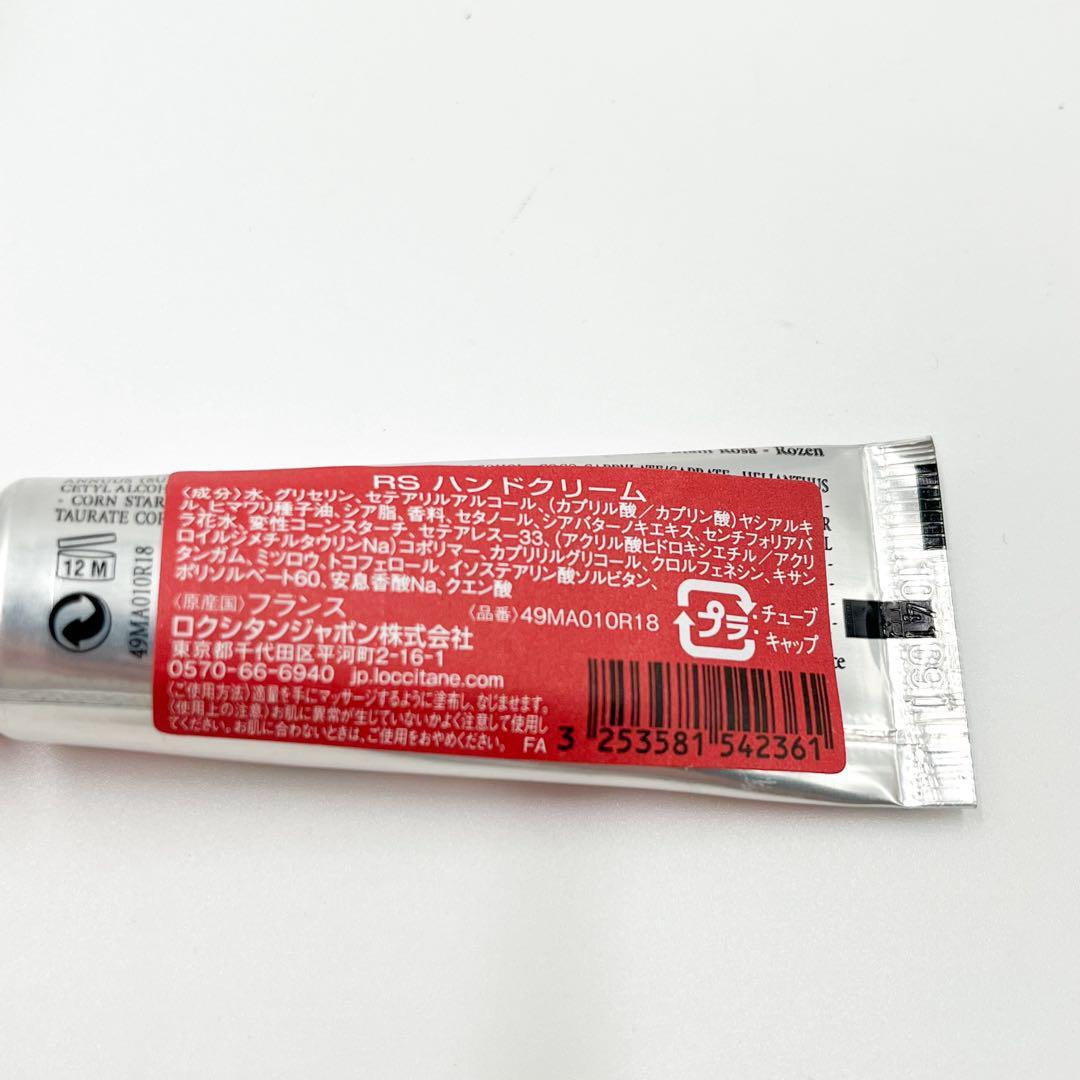 Rosa - Rozen
HELIANTHUS
CETYL ALCOH
- CORN STAR
TAURATE COP
12 M
49MA010R18
RS ハンドクリーム
〈成分〉水、グリセリン、セテアリルアルコール、(カプリル酸/カプリン酸)ヤシアルキ
ル、ヒマワリ種子油、シア脂、香料、セタノール、シアバターノキエキス、センチフォリアバ
ラ花水、変性コーンスターチ、セテアレス-33、(アクリル酸ヒドロキシエチル/アクリ
ロイルジメチルタウリンNa)コポリマー、カプリリルグリコール、クロルフェネシン、キサン
タンガム、ミツロウ、トコフェロール、イソステアリン酸ソルビタン、
ポリソルベート60、安息香酸Na、クエン酸
〈原産国〉フランス 〈品番〉49MA010R18
ロクシタンジャポン株式会社
東京都千代田区平河町2-16-1
0570-66-6940 jp.loccitane.com
〈ご使用方法〉適量を手にマッサージするように塗布し、なじませます。
〈使用上の注意〉お肌に異常が生じていないかよく注意して使用し
てください。お肌に合わないときは、ご使用をおやめください。 FA
プラ
チューブ
キャップ
3 253581 542361